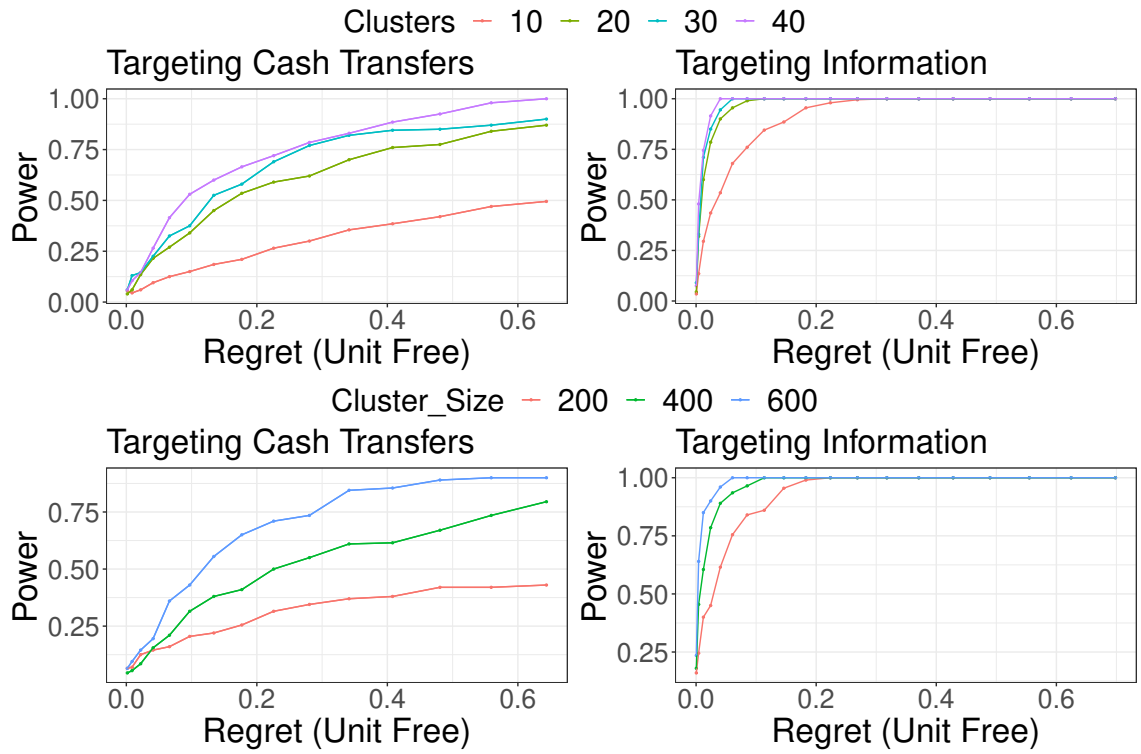 Clusters 10 20 30 40
Targeting Cash Transfers
Targeting Information
Power
1.00
0.75
0.50
0.25
0.00
0.0 0.2 0.4 0.6
Regret (Unit Free)
Power
1.00
0.75
0.50
0.25
0.00
0.0 0.2 0.4 0.6
Regret (Unit Free)
Cluster_Size 200 400 600
Targeting Cash Transfers
Targeting Information
Power
0.75
0.50
0.25
0.0 0.2 0.4 0.6
Regret (Unit Free)
Power
1.00
0.75
0.50
0.25
0.0 0.2 0.4 0.6
Regret (Unit Free)